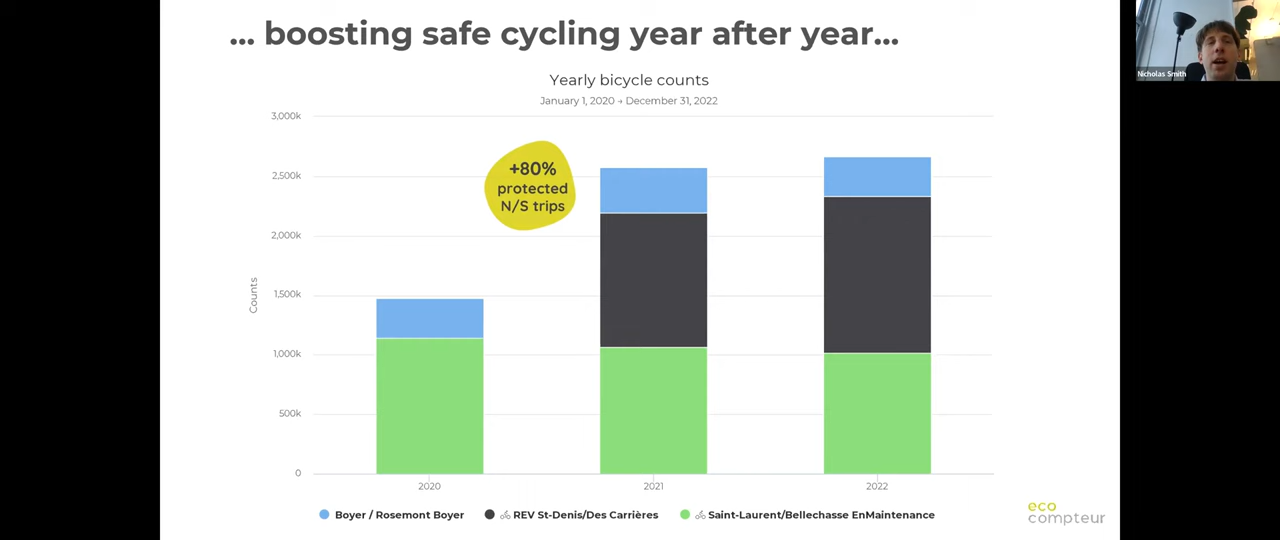 ... boosting safe cycling year after year...
Nicholas Smith
Yearly bicycle counts
January 1, 2020 → December 31, 2022
3,000k
2,500k
2,000k
1,500k
1,000k
500k
0
Counts
+80%
protected
N/S trips
2020
2021
2022
Boyer / Rosemont Boyer
REV St-Denis/Des Carrières
Saint-Laurent/Bellechasse EnMaintenance
eco
compteur